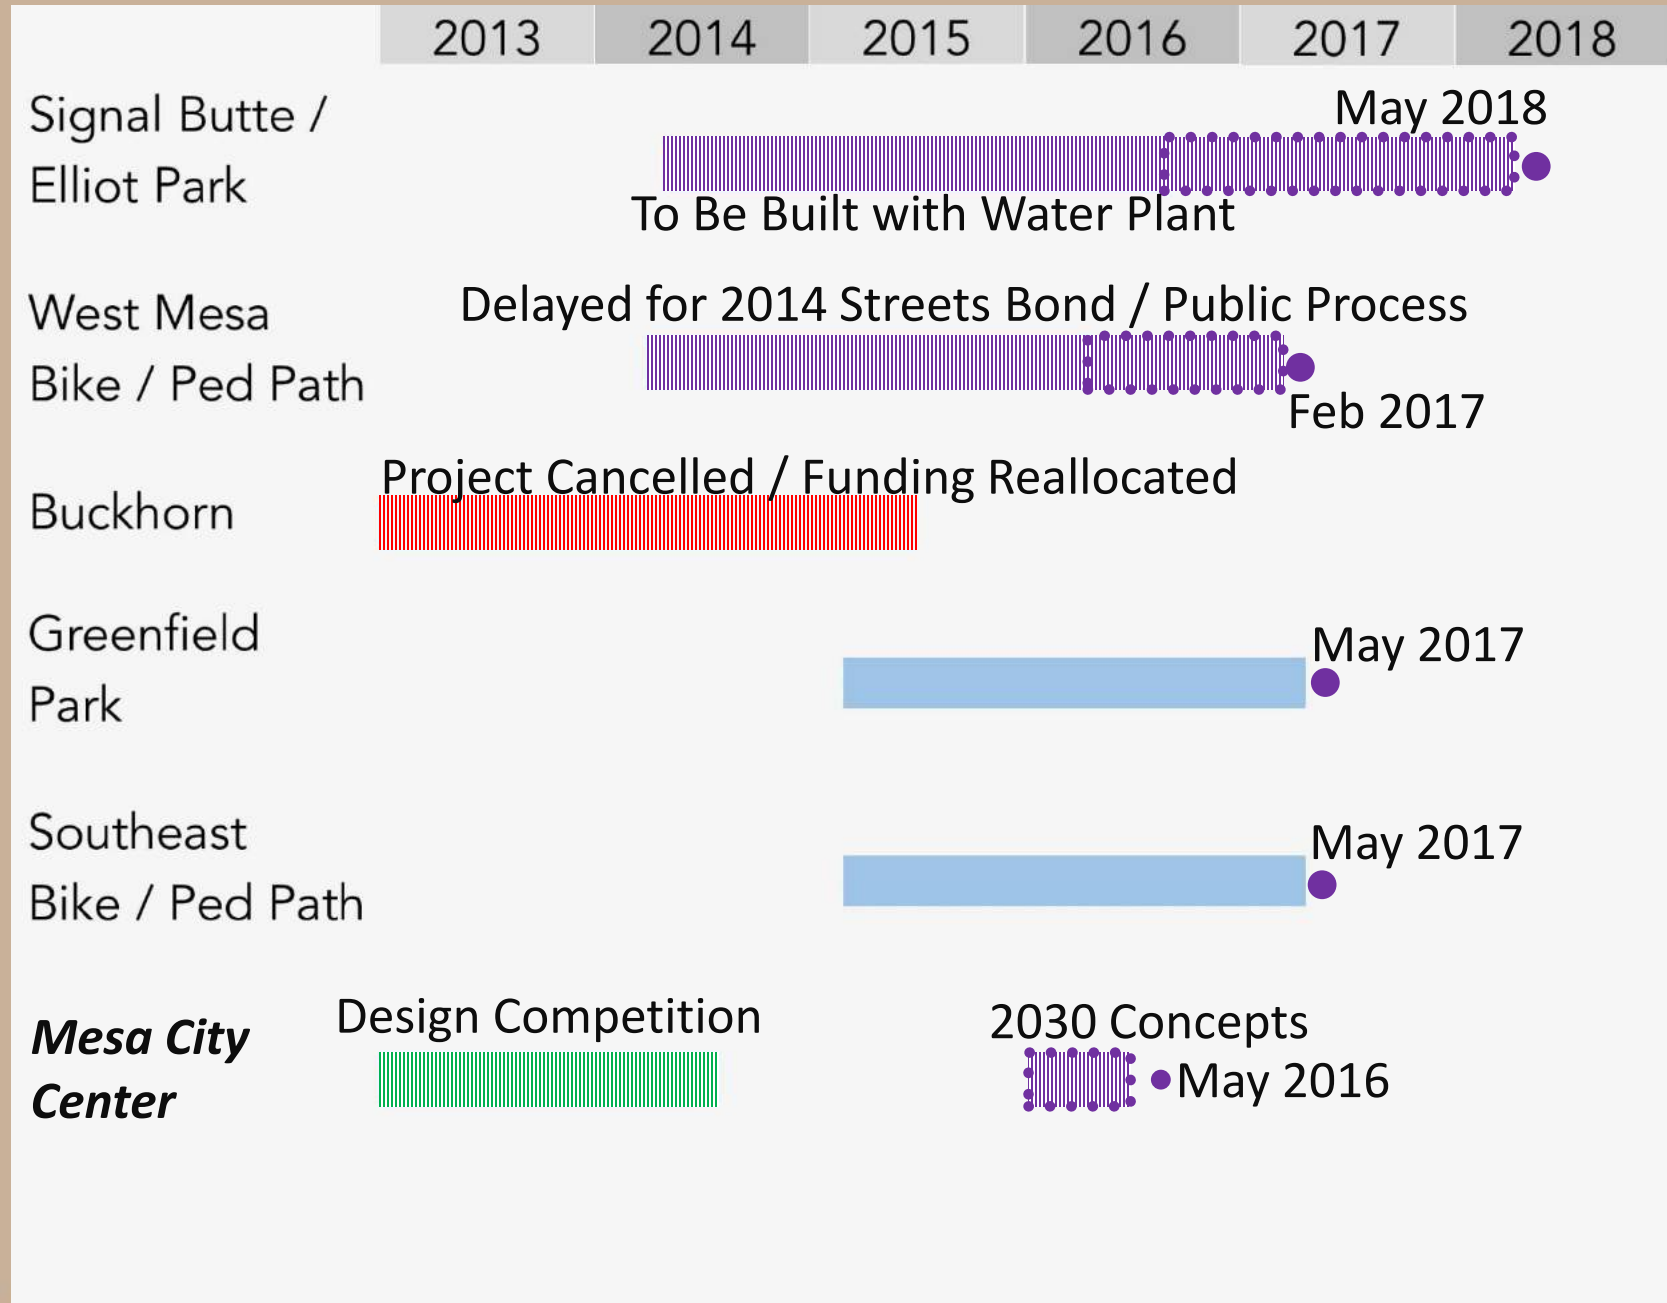 2013 2014 2015 2016 2017 2018
Signal Butte /
Elliot Park
May 2018
To Be Built with Water Plant
West Mesa
Bike / Ped Path
Delayed for 2014 Streets Bond / Public Process
Feb 2017
Buckhorn
Project Cancelled / Funding Reallocated
Greenfield
Park
May 2017
Southeast
Bike / Ped Path
May 2017
Mesa City
Center
Design Competition
2030 Concepts
May 2016